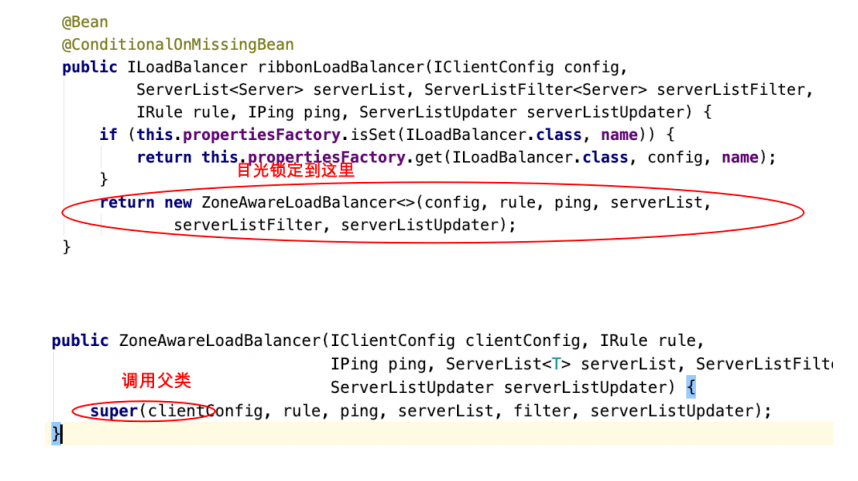 @Bean
@ConditionalOnMissingBean
public ILoadBalancer ribbonLoadBalancer(IClientConfig config,
ServerList<Server> serverList, ServerListFilter<Server> serverListFilter,
IRule rule, IPing ping, ServerListUpdater serverListUpdater) {
if (this.propertiesFactory.isSet(ILoadBalancer.class, name)) {
return this.propertiesFactory.get(ILoadBalancer.class, config, name);
目光锁定到这里
}
return new ZoneAwareLoadBalancer<>(config, rule, ping, serverList,
serverListFilter, serverListUpdater);
}
public ZoneAwareLoadBalancer(IClientConfig clientConfig, IRule rule,
IPing ping, ServerList<T> serverList, ServerListFilt
调用父类
ServerListUpdater serverListUpdater) {
super(clientConfig, rule, ping, serverList, filter, serverListUpdater);
}